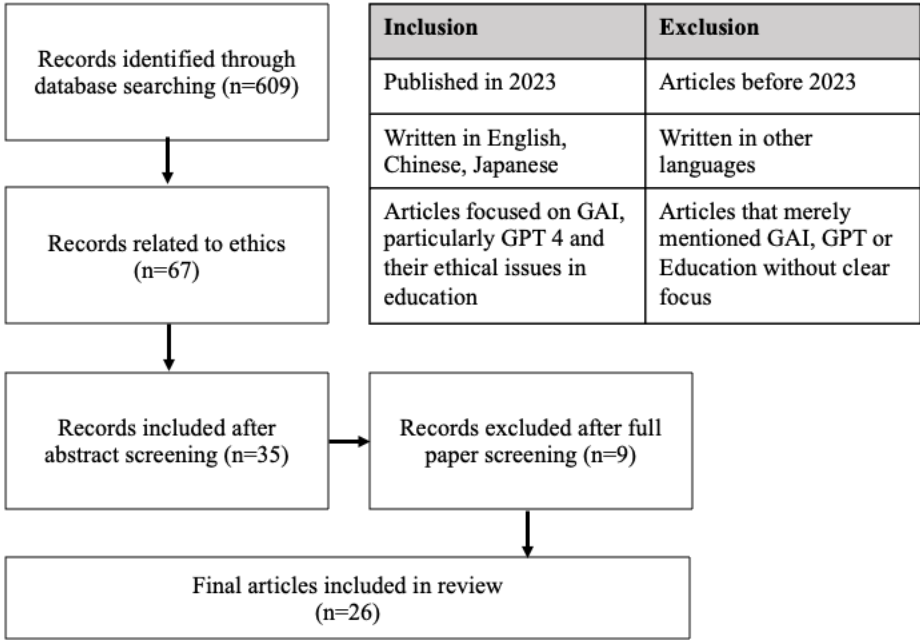 Records identified through
database searching (n=609)
Records related to ethics
(n=67)
Records included after
abstract screening (n=35)
Records excluded after full
paper screening (n=9)
Final articles included in review
(n=26)
Inclusion
Exclusion
Published in 2023
Articles before 2023
Written in English,
Chinese, Japanese
Written in other
languages
Articles focused on GAI,
particularly GPT 4 and
their ethical issues in
education
Articles that merely
mentioned GAI, GPT or
Education without clear
focus